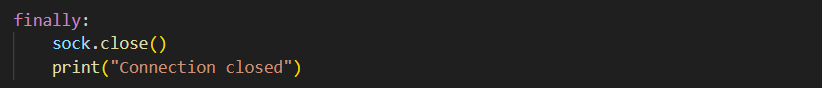 finally:
    sock.close()
    print("Connection closed")